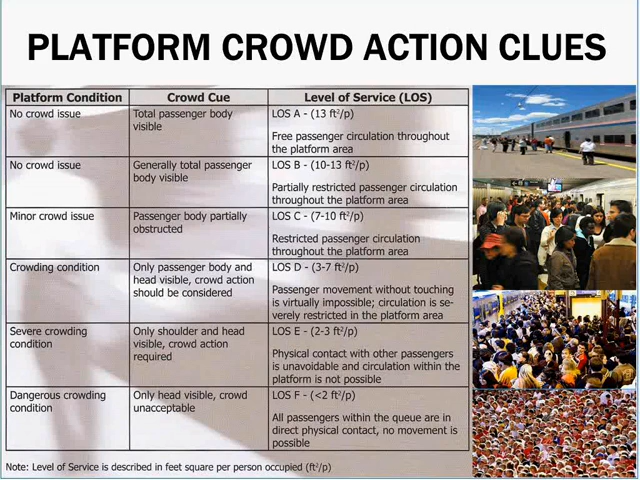 PLATFORM CROWD ACTION CLUES
Platform Condition Crowd Cue Level of Service (LOS)
No crowd issue
Total passenger body
visible
LOS A - (13 ft²/p)
Free passenger circulation throughout
the platform area
No crowd issue
Generally total passenger
body visible
LOS B - (10-13 ft²/p)
Partially restricted passenger circulation
throughout the platform area
Minor crowd issue
Passenger body partially
obstructed
LOS C - (7-10 ft²/p)
Restricted passenger circulation
throughout the platform area
Crowding condition
Only passenger body and
head visible, crowd action
should be considered
LOS D - (3-7 ft²/p)
Passenger movement without touching
is virtually impossible; circulation is se-
verely restricted in the platform area
Severe crowding
condition
Only shoulder and head
visible, crowd action
required
LOS E - (2-3 ft²/p)
Physical contact with other passengers
is unavoidable and circulation within the
platform is not possible
Dangerous crowding
condition
Only head visible, crowd
unacceptable
LOS F - (<2 ft²/p)
All passengers within the queue are in
direct physical contact, no movement is
possible
Note: Level of Service is described in feet square per person occupied (ft²/p)